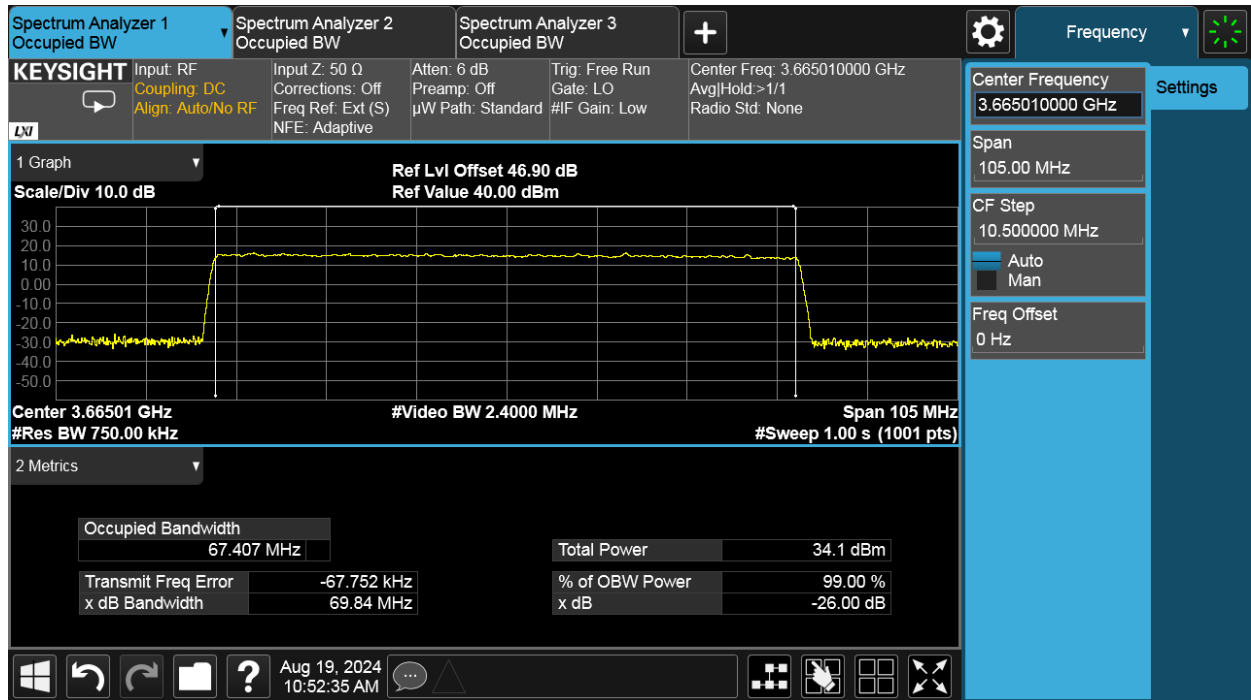 Spectrum Analyzer 1
Occupied BW
Spectrum Analyzer 2
Occupied BW
Spectrum Analyzer 3
Occupied BW
+
Frequency
KEYSIGHT
LXI
Input: RF
Coupling: DC
Align: Auto/No RF
Input Z: 50 Ω
Corrections: Off
Freq Ref: Ext (S)
NFE: Adaptive
Atten: 6 dB
Preamp: Off
µW Path: Standard
Trig: Free Run
Gate: LO
#IF Gain: Low
Center Freq: 3.665010000 GHz
Avg|Hold:>1/1
Radio Std: None
Center Frequency
3.665010000 GHz
Settings
Span
105.00 MHz
CF Step
10.500000 MHz
Auto
Man
Freq Offset
0 Hz
1 Graph
Scale/Div 10.0 dB
Ref Lvl Offset 46.90 dB
Ref Value 40.00 dBm
30.0
20.0
10.0
0.00
-10.0
-20.0
-30.0
-40.0
-50.0
Center 3.66501 GHz
#Res BW 750.00 kHz
#Video BW 2.4000 MHz
Span 105 MHz
#Sweep 1.00 s (1001 pts)
2 Metrics
Occupied Bandwidth
67.407 MHz
Total Power 34.1 dBm
Transmit Freq Error -67.752 kHz
% of OBW Power 99.00 %
x dB Bandwidth 69.84 MHz
x dB -26.00 dB
?
Aug 19, 2024
10:52:35 AM